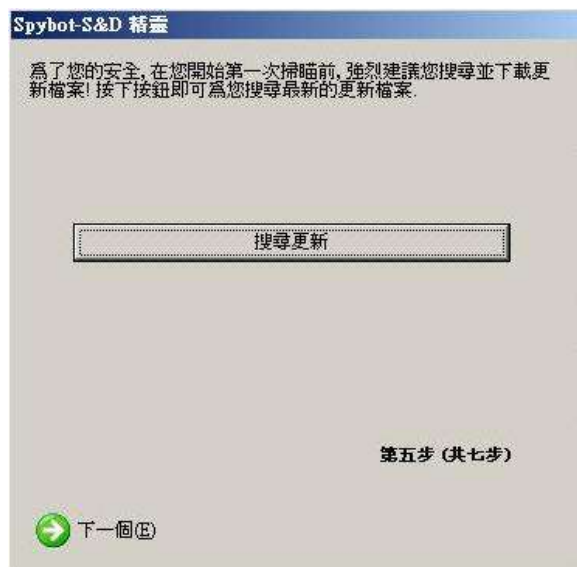 Spybot-S&D 精靈
為了您的安全, 在您開始第一次掃瞄前, 強烈建議您搜尋並下載更
新檔案! 按下按鈕即可為您搜尋最新的更新檔案.
搜尋更新
第五步 (共七步)
下一個(E)